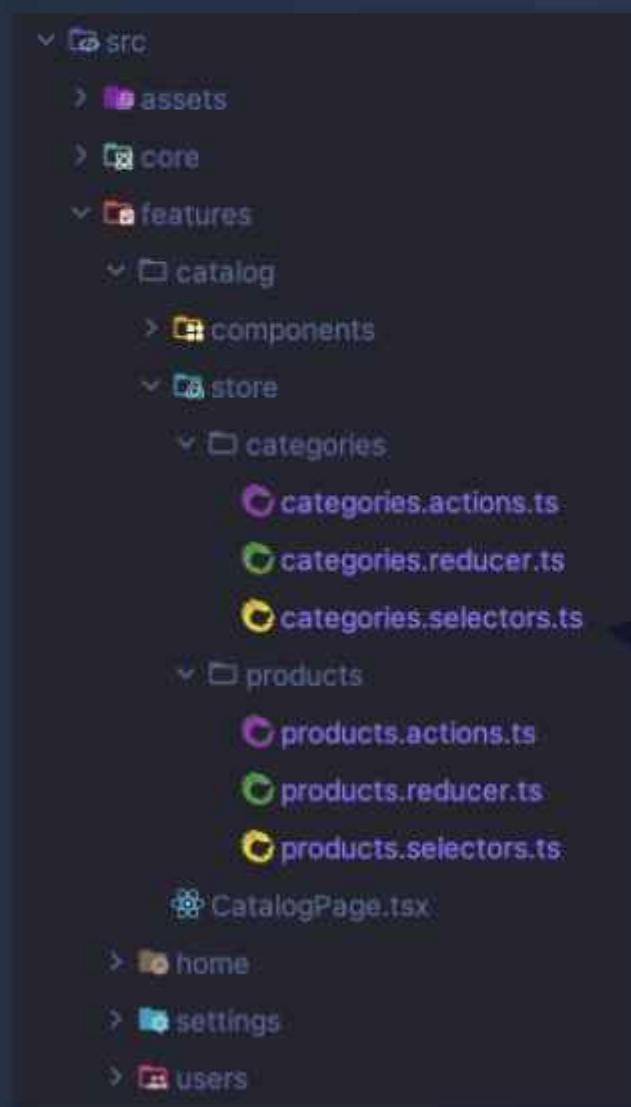 src
assets
core
features
catalog
components
store
categories
categories.actions.ts
categories.reducer.ts
categories.selectors.ts
products
products.actions.ts
products.reducer.ts
products.selectors.ts
CatalogPage.tsx
home
settings
users